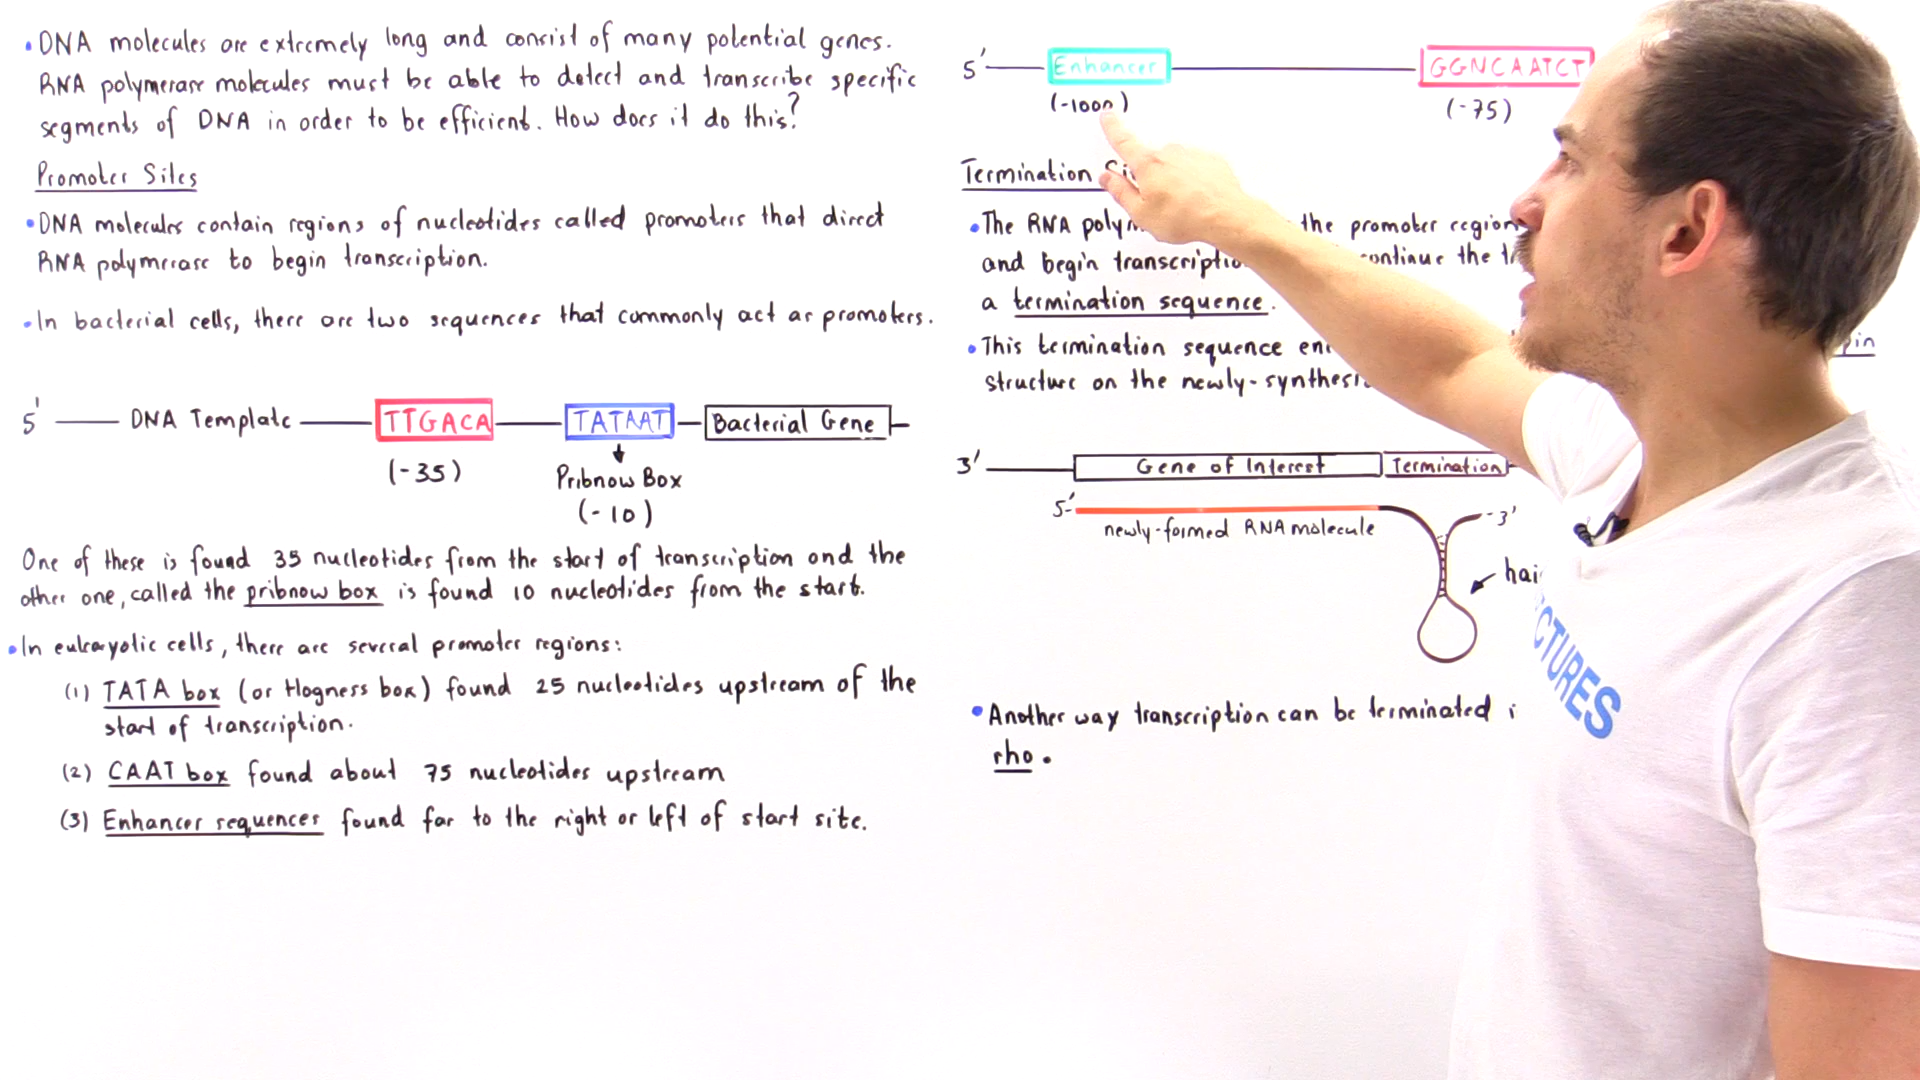 • DNA molecules are extremely long and consist of many potential genes.
RNA polymerase molecules must be able to detect and transcribe specific
segments of DNA in order to be efficient. How does it do this?
Promoter Sites
• DNA molecules contain regions of nucleotides called promoters that direct
RNA polymerase to begin transcription.
• In bacterial cells, there are two sequences that commonly act as promoters.
5' DNA Template TTGACA TATAAT Bacterial Gene
(-35) Pribnow Box
(-10)
One of these is found 35 nucleotides from the start of transcription and the
other one, called the pribnow box is found 10 nucleotides from the start.
• In eukaryotic cells, there are several promoter regions:
(1) TATA box (or Hogness box) found 25 nucleotides upstream of the
start of transcription.
(2) CAAT box found about 75 nucleotides upstream
(3) Enhancer sequences found far to the right or left of start site.
5' Enhancer GGNCAATCT
(-1000) (-75)
Termination
• The RNA the promoter region
and begin continue the
a termination sequence.
• This termination sequence
structure on the
3' Gene of Interest Termination
5' 3'
newly-formed RNA molecule
• Another way transcription can be terminated
rho.
CTURES